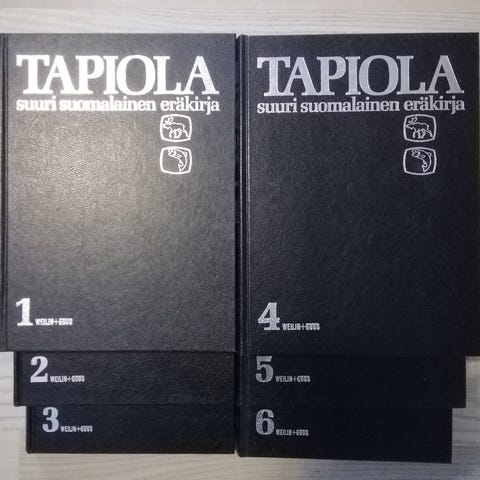 TAPIOLA
suuri suomalainen eräkirja
1 WEILIN+GÖÖS
2 WEILIN+GÖÖS
3 WEILIN+GÖÖS
TAPIOLA
suuri suomalainen eräkirja
4 WEILIN+GÖÖS
5 WEILIN+GÖÖS
6 WEILIN+GÖÖS